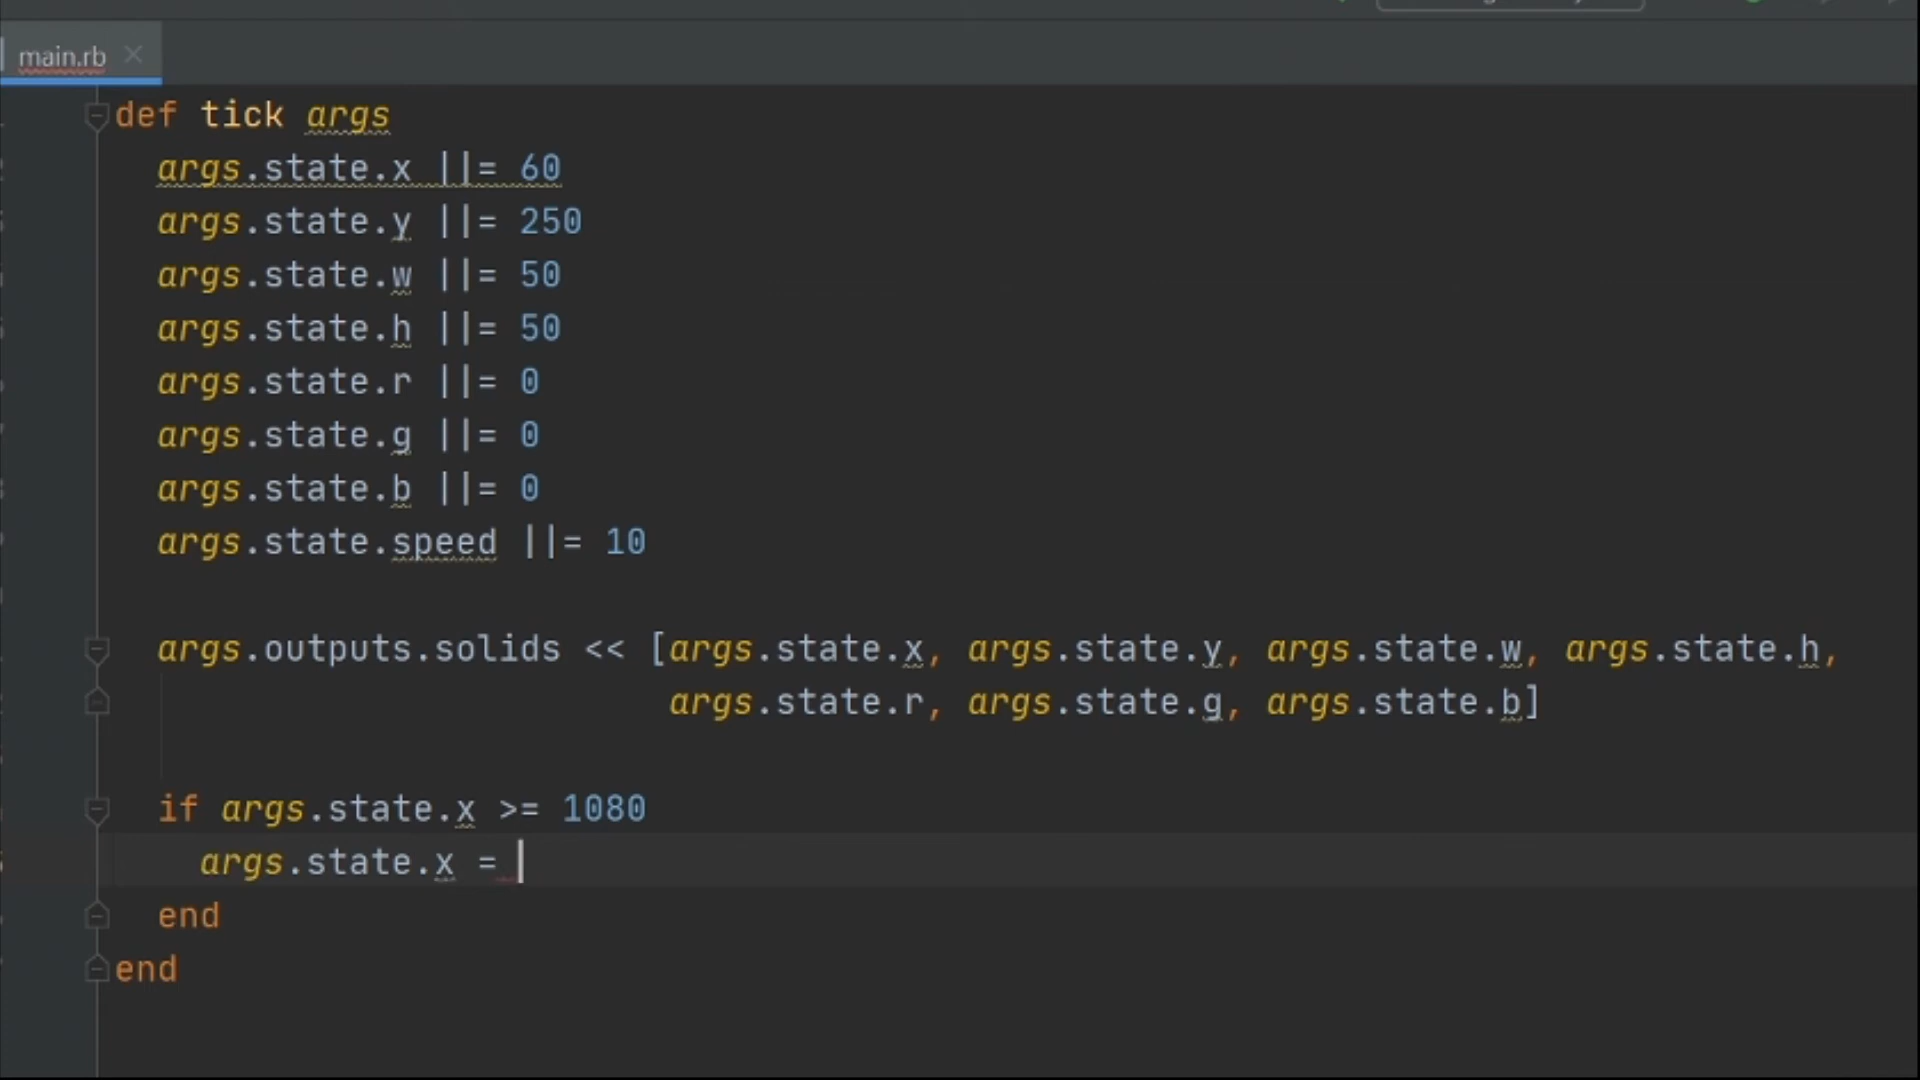 main.rb
def tick args
args.state.x ||= 60
args.state.y ||= 250
args.state.w ||= 50
args.state.h ||= 50
args.state.r ||= 0
args.state.g ||= 0
args.state.b ||= 0
args.state.speed ||= 10
args.outputs.solids << [args.state.x, args.state.y, args.state.w, args.state.h,
args.state.r, args.state.g, args.state.b]
if args.state.x >= 1080
args.state.x =
end
end